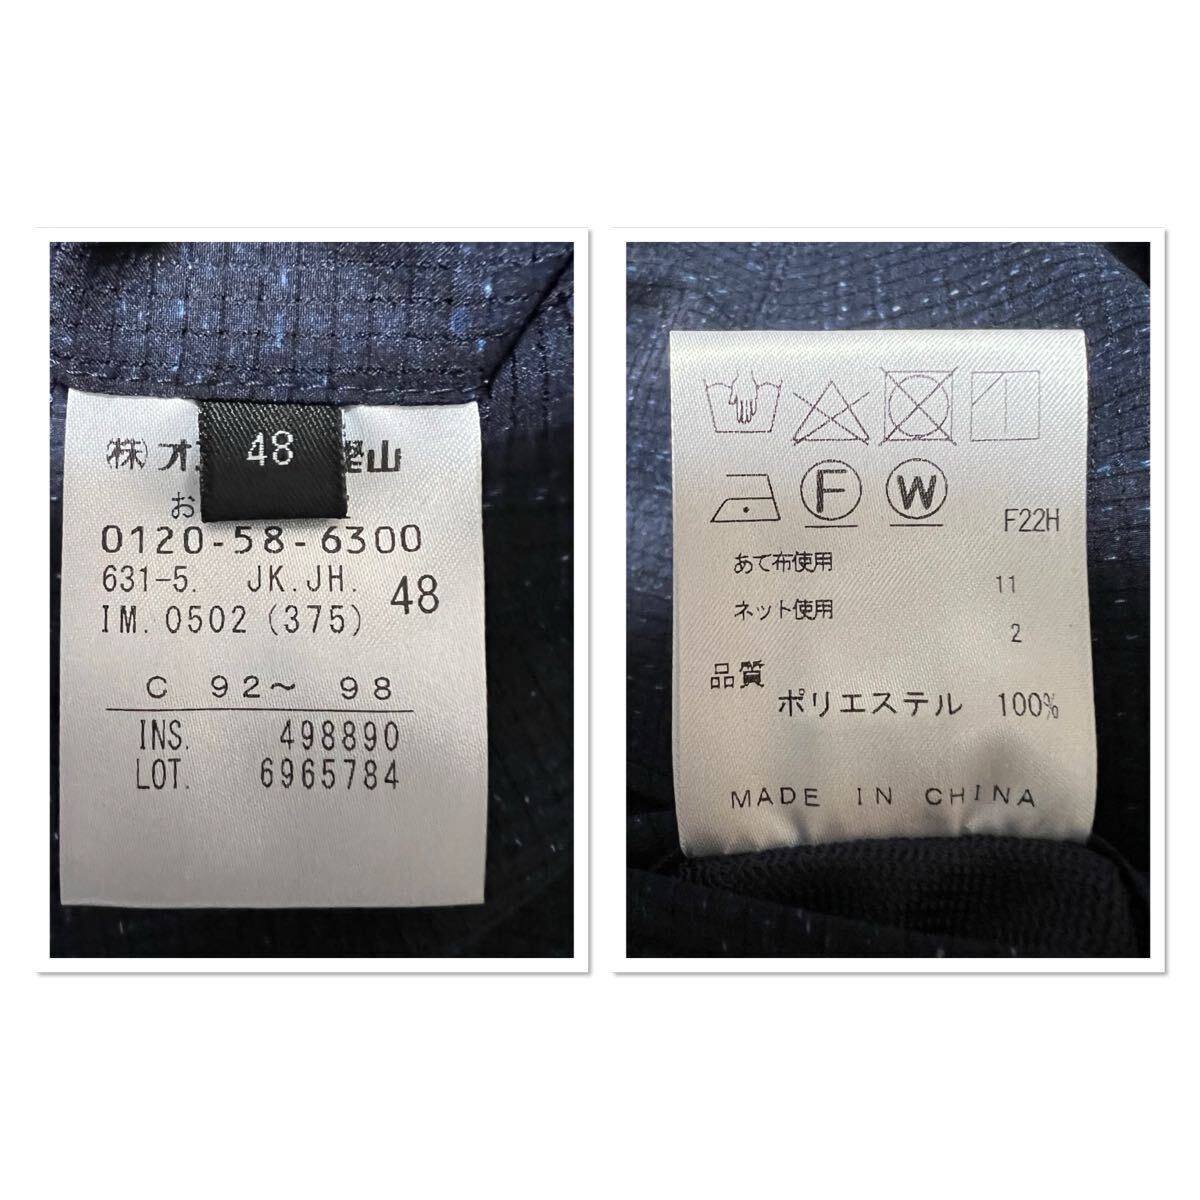 48
(株)オ 山
お
0120-58-6300
631-5. JK.JH. 48
IM.0502(375)
C 92〜 98
INS. 498890
LOT. 6965784
F W
F22H
あて布使用
11
ネット使用
2
品質
ポリエステル 100%
MADE IN CHINA